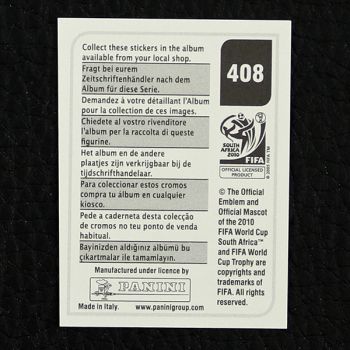 Collect these stickers in the album
available from your local shop.
Fragt bei eurem
Zeitschriftenhändler nach dem
Album für diese Serie.
Demandez à votre détaillant l'Album
pour la collection de ces images.
Chiedete al vostro rivenditore
l'album per la raccolta di queste
figurine.
Het album en de andere
plaatjes zijn verkrijgbaar bij de
tijdschrifthandelaar.
Para coleccionar estos cromos
compra tu álbum en cualquier
kiosco.
Pede a caderneta desta colecção
de cromos no teu ponto de venda
habitual.
Bayinizden aldığınız albümü bu
çıkartmalar ile tamamlayın.
Manufactured under licence by
PANINI
Made in Italy. www.paninigroup.com
408
SOUTH AFRICA
2010
FIFA
OFFICIAL LICENSED
PRODUCT
© The Official
Emblem and
Official Mascot
of the 2010
FIFA World Cup
South Africa™
and FIFA World
Cup Trophy are
copyrights and
trademarks of
FIFA. All rights
reserved.